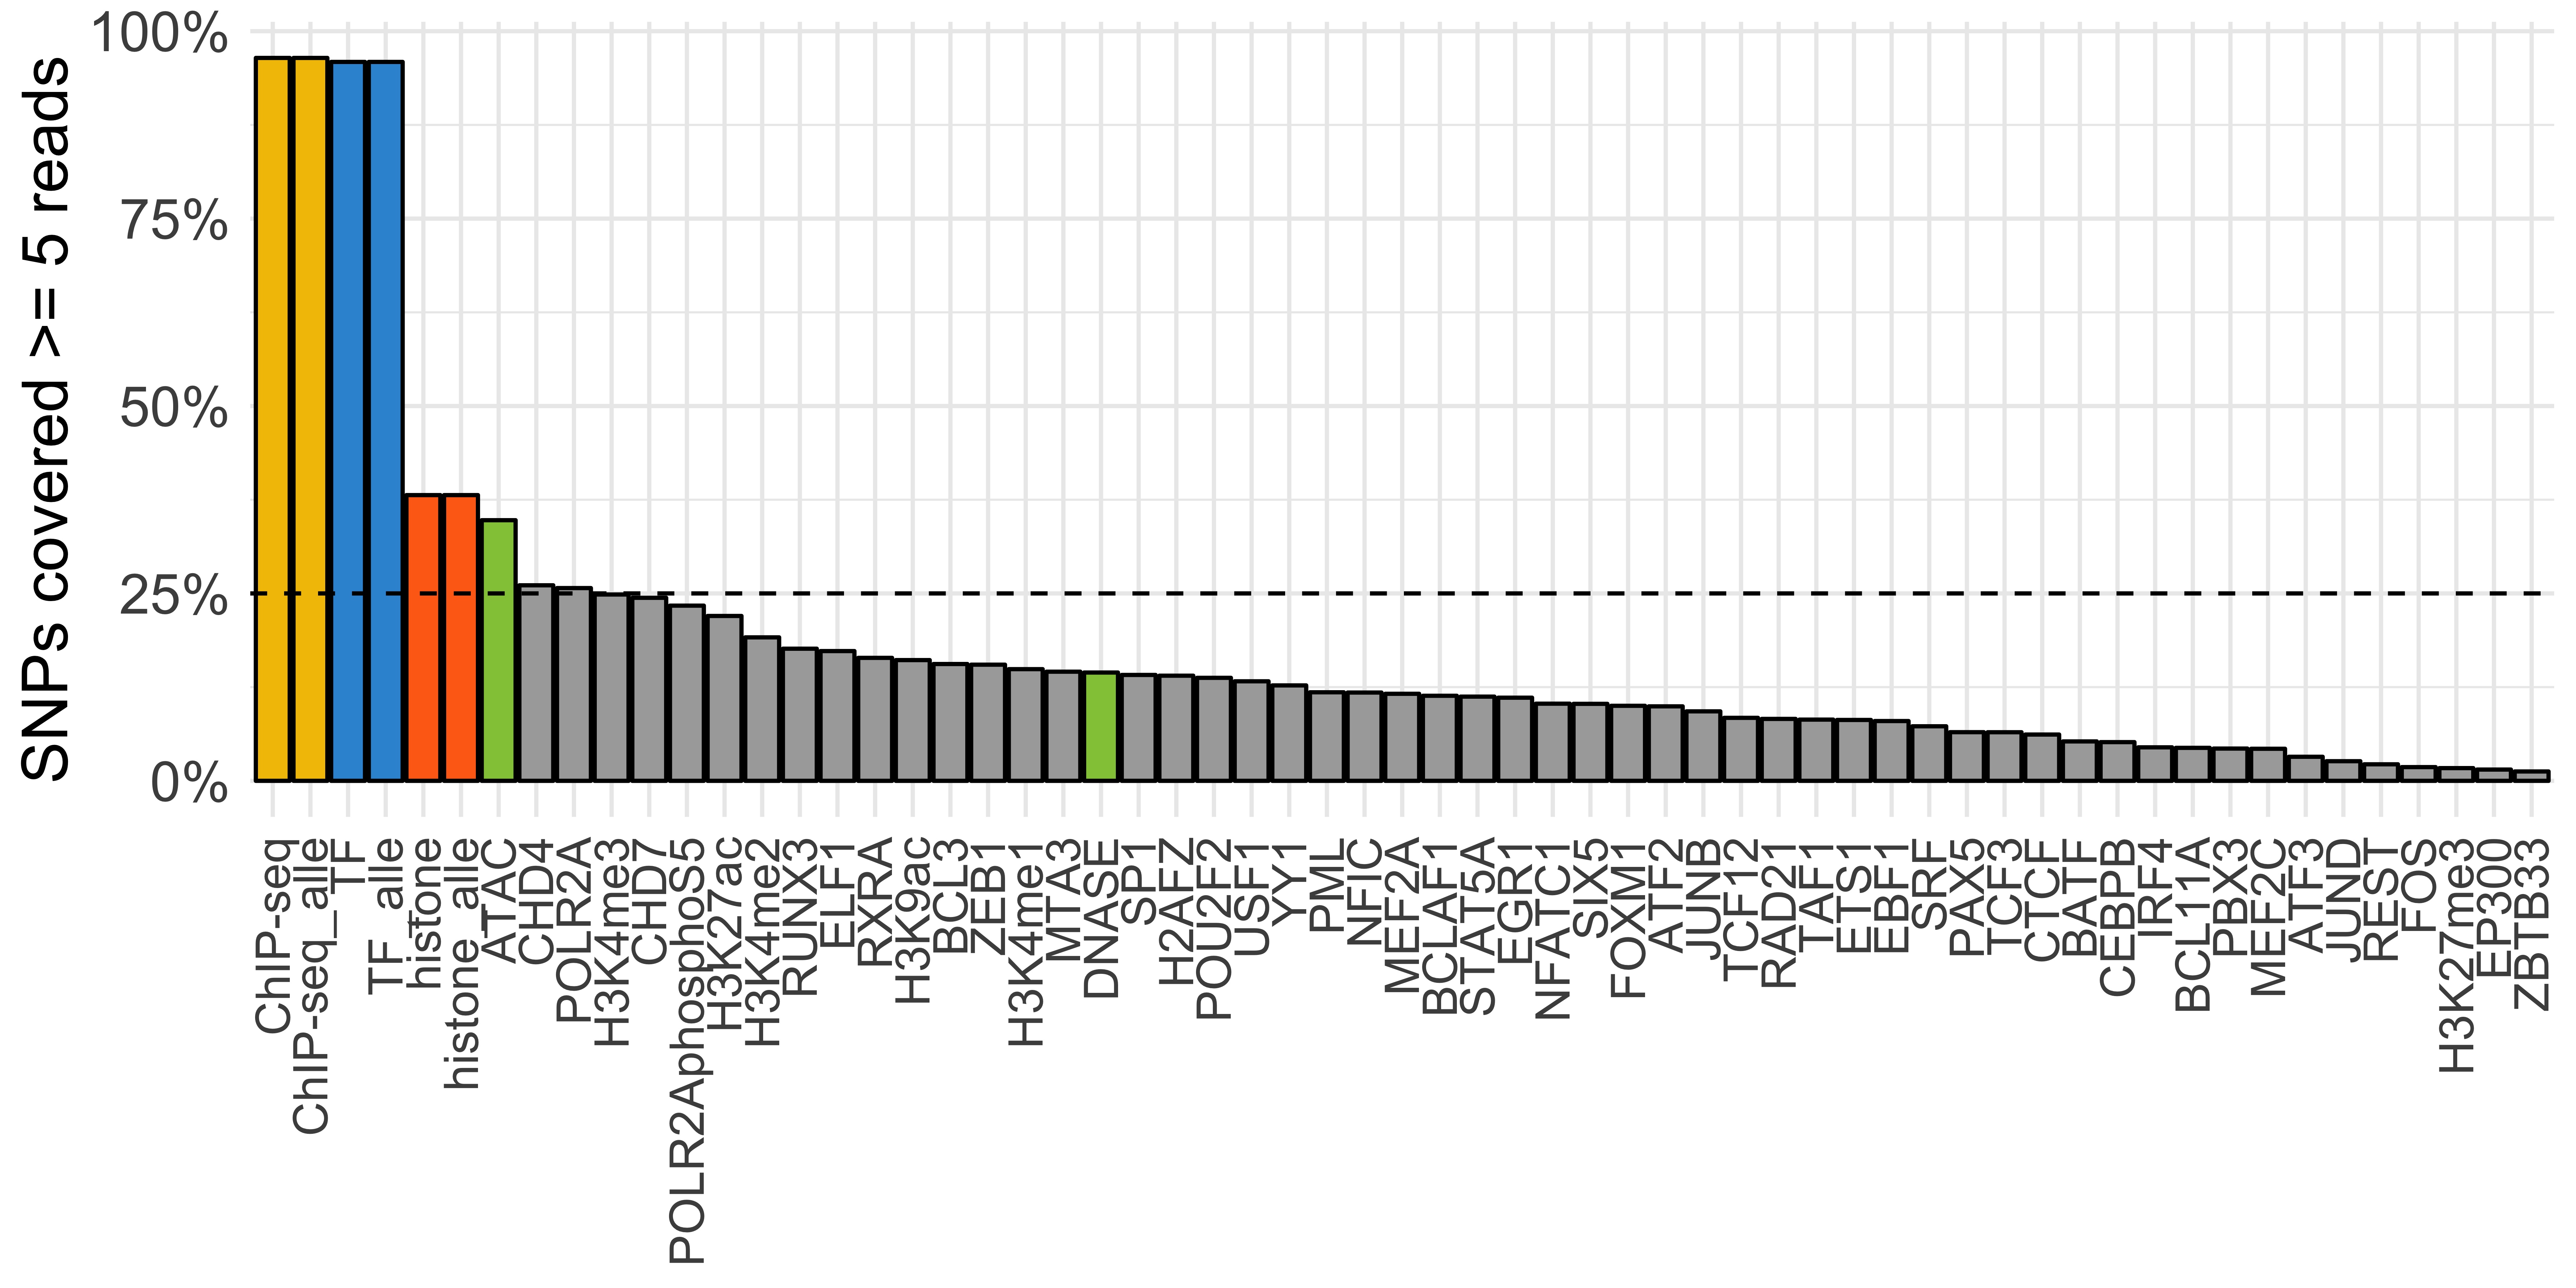 SNPs covered >= 5 reads
100%
75%
50%
25%
0%
ChIP-seq
ChIP-seq_alle
TF
TF_alle
histone
histone_alle
ATAC
CHD4
POLR2A
H3K4me3
CHD7
POLR2AphosphoS5
H3K27ac
H3K4me2
RUNX3
ELF1
RXRA
H3K9ac
BCL3
ZEB1
H3K4me1
MTA3
DNASE
SP1
H2AFZ
POU2F2
USF1
YY1
PML
NFIC
MEF2A
BCLAF1
STAT5A
EGR1
NFATC1
SIX5
FOXM1
ATF2
JUNB
TCF12
RAD21
TAF1
ETS1
EBF1
SRF
PAX5
TCF3
CTCF
BATF
CEBPB
IRF4
BCL11A
PBX3
MEF2C
ATF3
JUND
REST
FOS
H3K27me3
EP300
ZBTB33